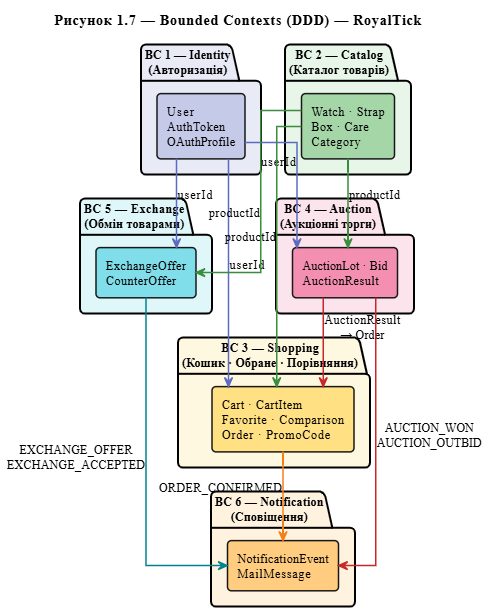 Рисунок 1.7 — Bounded Contexts (DDD) — RoyalTick
BC 1 — Identity
(Авторизація)
BC 2 — Catalog
(Каталог товарів)
User
AuthToken
OAuthProfile
Watch · Strap
Box · Care
Category
userId
userId
productId
productId
productId
userId
BC 5 — Exchange
(Обмін товарами)
BC 4 — Auction
(Аукціонні торги)
ExchangeOffer
CounterOffer
AuctionLot · Bid
AuctionResult
AuctionResult
→ Order
BC 3 — Shopping
(Кошик · Обране · Порівняння)
Cart · CartItem
Favorite · Comparison
Order · PromoCode
AUCTION_WON
AUCTION_OUTBID
EXCHANGE_OFFER
EXCHANGE_ACCEPTED
ORDER_CONFIRMED
BC 6 — Notification
(Сповіщення)
NotificationEvent
MailMessage